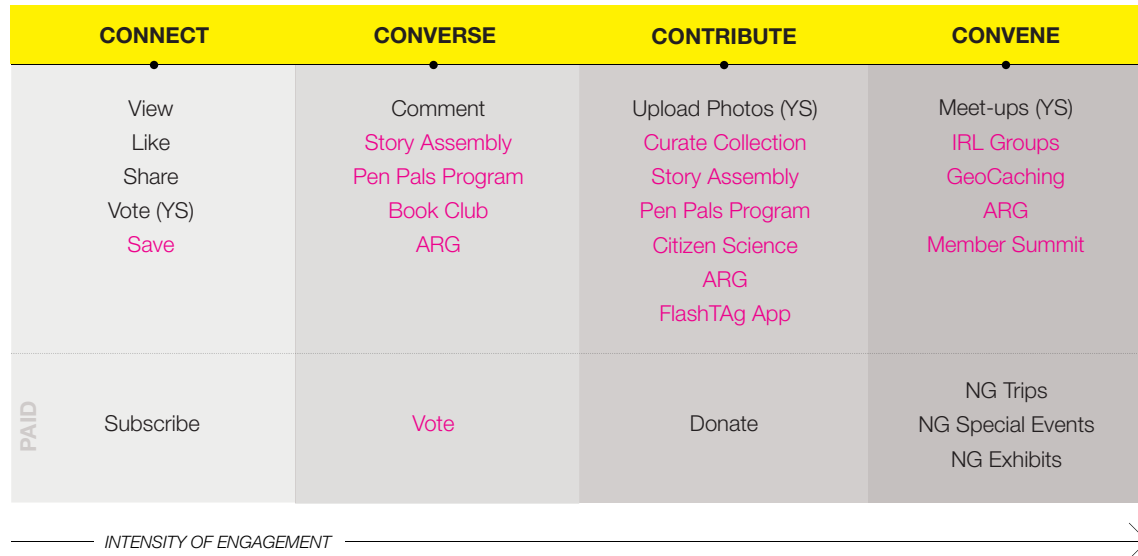 CONNECT
CONVERSE
CONTRIBUTE
CONVENE
View
Like
Share
Vote (YS)
Save
Comment
Story Assembly
Pen Pals Program
Book Club
ARG
Upload Photos (YS)
Curate Collection
Story Assembly
Pen Pals Program
Citizen Science
ARG
FlashTAg App
Meet-ups (YS)
IRL Groups
GeoCaching
ARG
Member Summit
PAID
Subscribe
Vote
Donate
NG Trips
NG Special Events
NG Exhibits
INTENSITY OF ENGAGEMENT